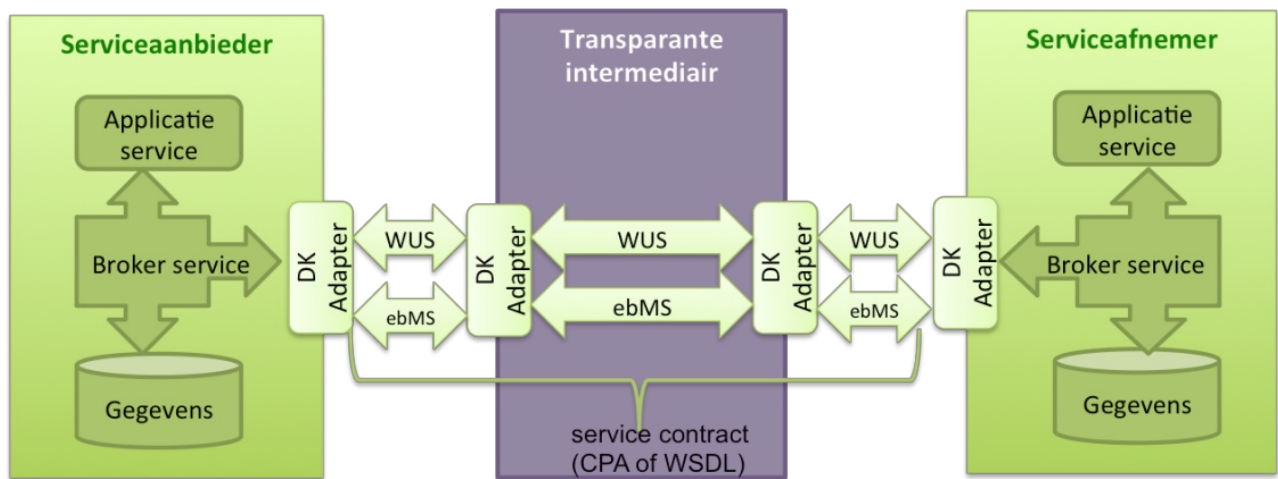 Serviceaanbieder
Applicatie
service
Broker service
Gegevens
DK
Adapter
WUS
ebMS
DK
Adapter
Transparante
intermediair
WUS
ebMS
DK
Adapter
WUS
ebMS
DK
Adapter
service contract
(CPA of WSDL)
Serviceafnemer
Applicatie
service
Broker service
Gegevens